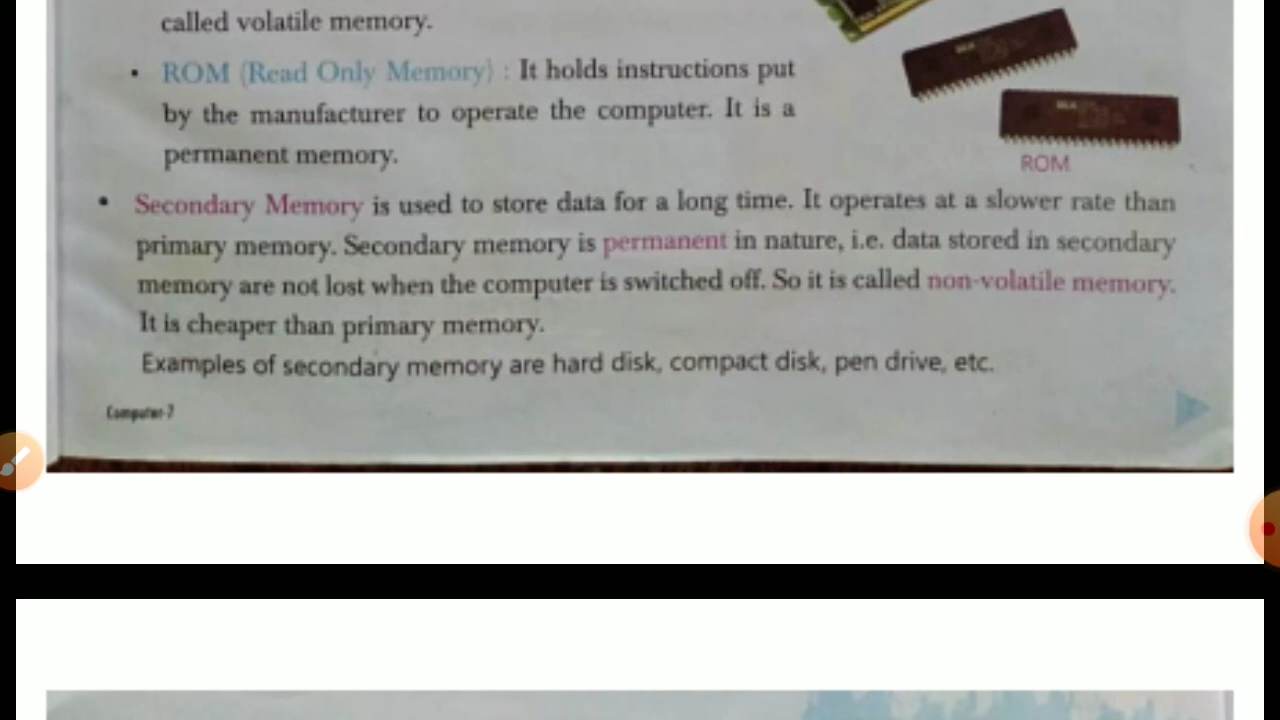 called volatile memory.
• ROM (Read Only Memory) : It holds instructions put
by the manufacturer to operate the computer. It is a
permanent memory.
ROM
• Secondary Memory is used to store data for a long time. It operates at a slower rate than
primary memory. Secondary memory is permanent in nature, i.e. data stored in secondary
memory are not lost when the computer is switched off. So it is called non-volatile memory.
It is cheaper than primary memory.
Examples of secondary memory are hard disk, compact disk, pen drive, etc.
Computer-7